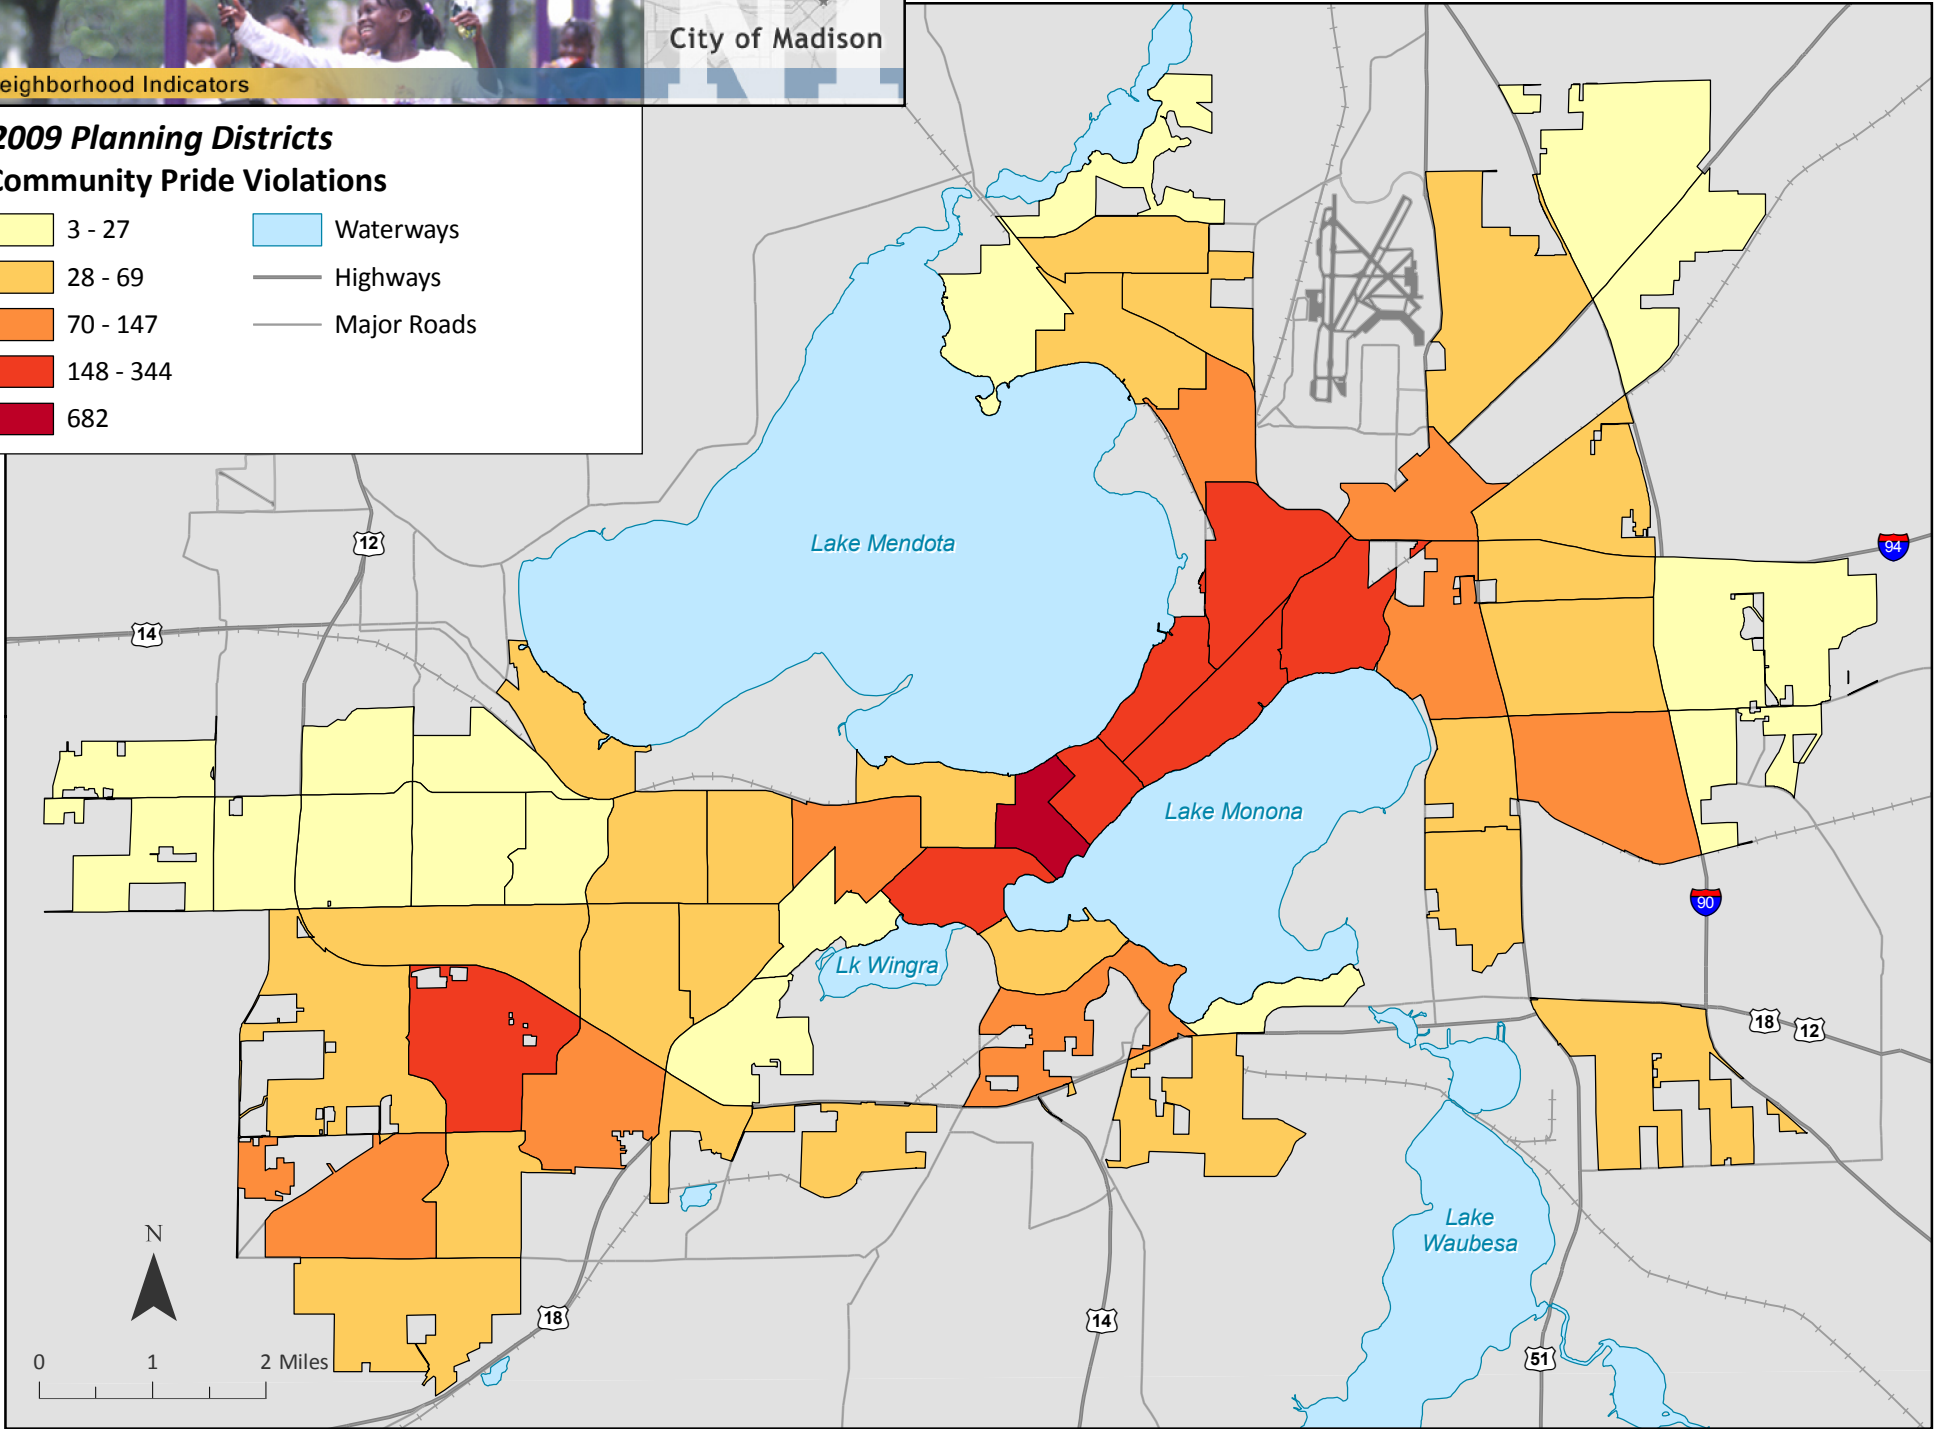 City of Madison
eighborhood Indicators
2009 Planning Districts
Community Pride Violations
3 - 27
28 - 69
70 - 147
148 - 344
682
Waterways
Highways
Major Roads
12
14
94
Lake Mendota
Lake Monona
90
Lk Wingra
18
12
Lake
Waubesa
N
18
14
51
0 1 2 Miles